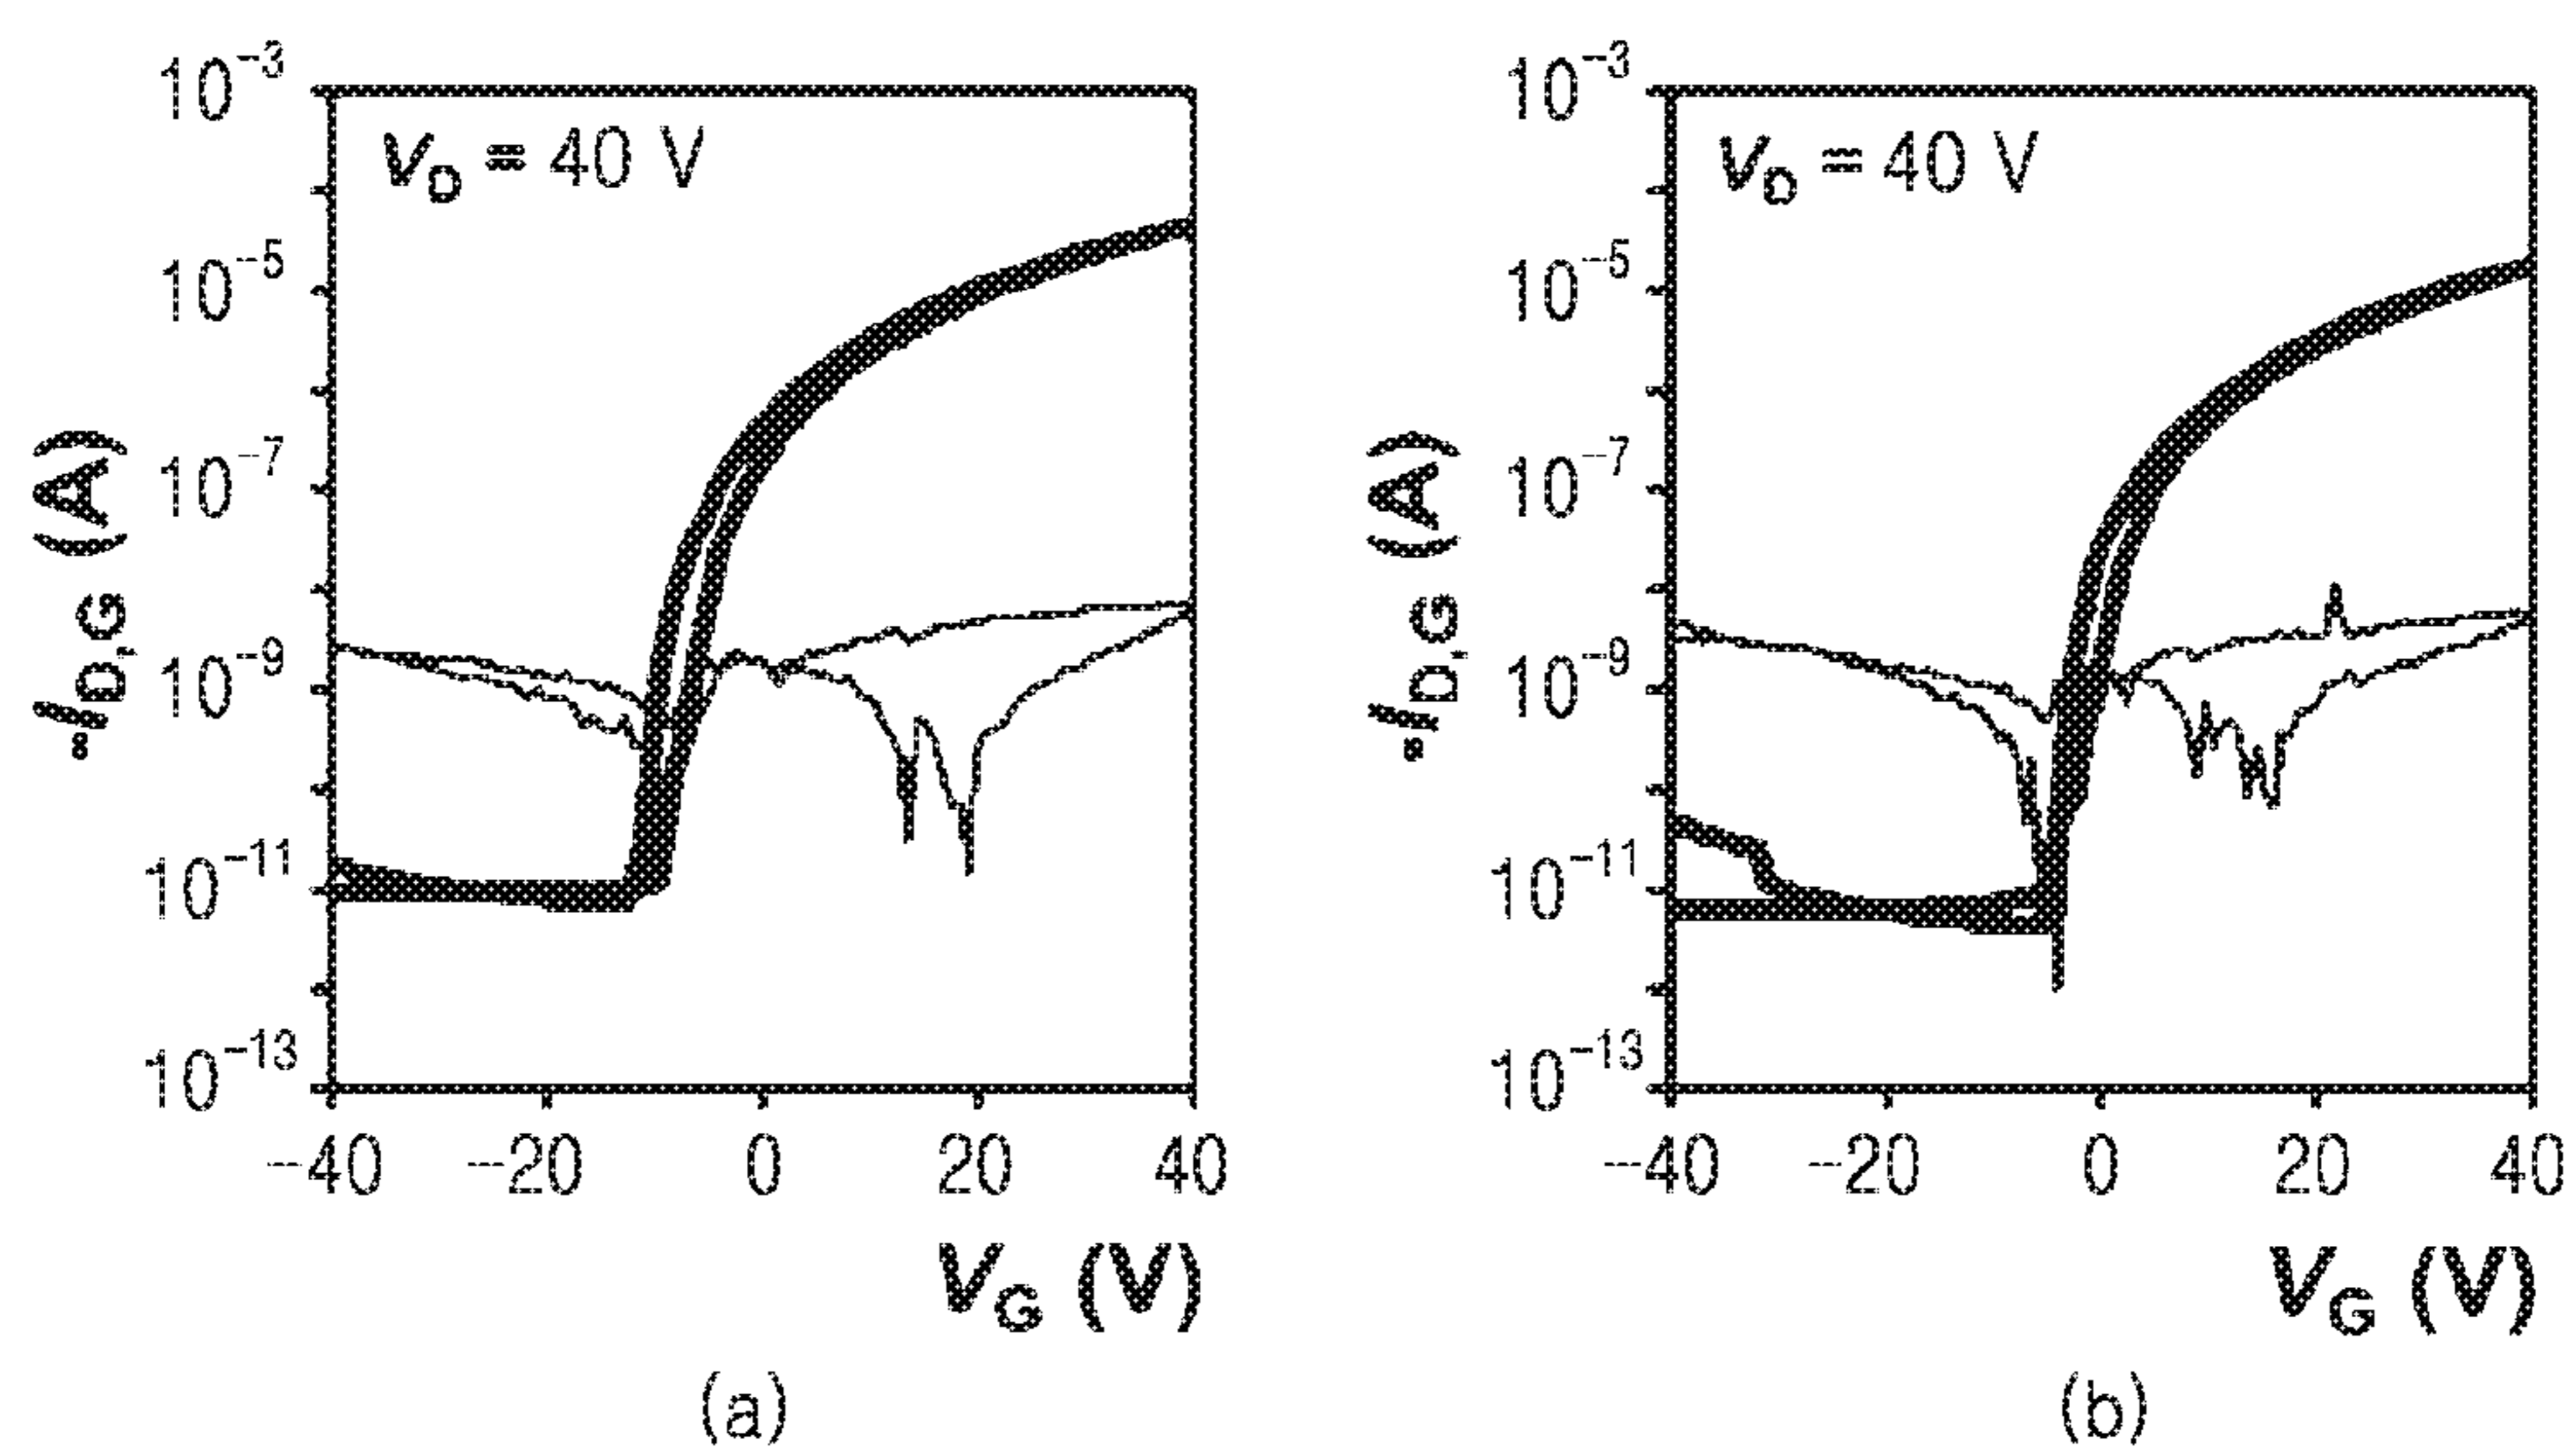 10⁻³
V_D = 40 V
10⁻⁵
10⁻⁷
10⁻⁹
10⁻¹¹
10⁻¹³
-I_D,G (A)
-40 -20 0 20 40
V_G (V)
(a)
10⁻³
V_D = 40 V
10⁻⁵
10⁻⁷
10⁻⁹
10⁻¹¹
10⁻¹³
-I_D,G (A)
-40 -20 0 20 40
V_G (V)
(b)